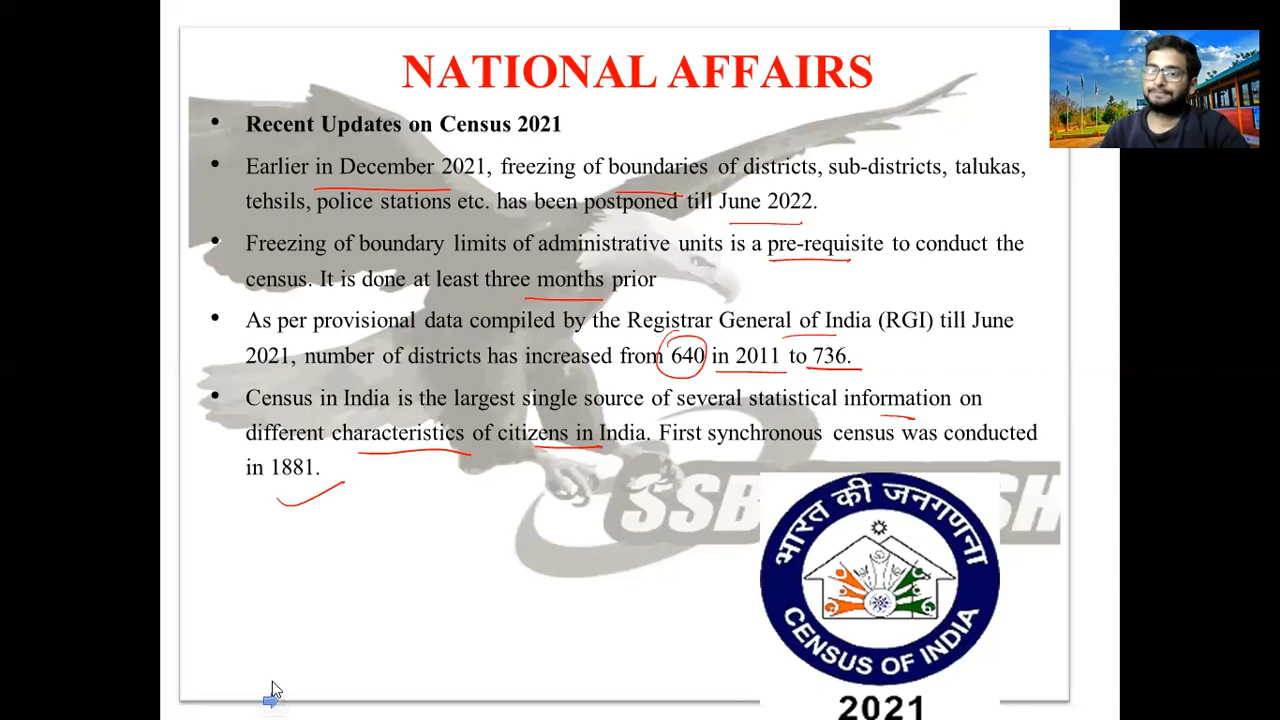 NATIONAL AFFAIRS
• Recent Updates on Census 2021
• Earlier in December 2021, freezing of boundaries of districts, sub-districts, talukas,
tehsils, police stations etc. has been postponed till June 2022.
• Freezing of boundary limits of administrative units is a pre-requisite to conduct the
census. It is done at least three months prior
• As per provisional data compiled by the Registrar General of India (RGI) till June
2021, number of districts has increased from 640 in 2011 to 736.
• Census in India is the largest single source of several statistical information on
different characteristics of citizens in India. First synchronous census was conducted
in 1881.
SSB SH
भारत की जनगणना
CENSUS OF INDIA
2021